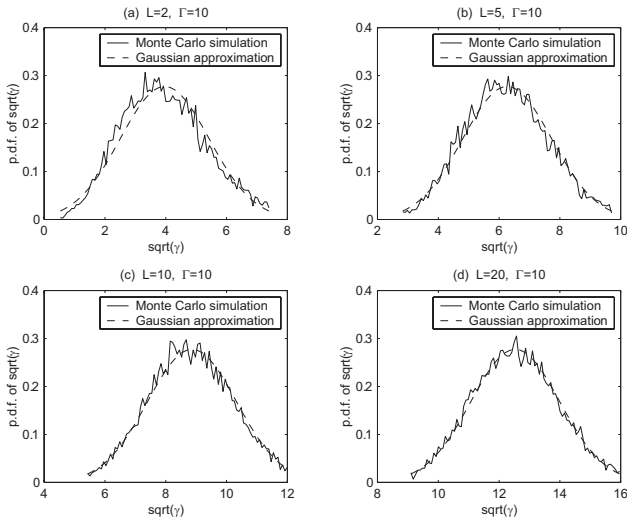 (a) L=2, Γ=10
0.4
0.3
0.2
0.1
0
p.d.f. of sqrt(γ)
Monte Carlo simulation
Gaussian approximation
0 2 4 6 8
sqrt(γ)
(b) L=5, Γ=10
0.4
0.3
0.2
0.1
0
p.d.f. of sqrt(γ)
Monte Carlo simulation
Gaussian approximation
2 4 6 8 10
sqrt(γ)
(c) L=10, Γ=10
0.4
0.3
0.2
0.1
0
p.d.f. of sqrt(γ)
Monte Carlo simulation
Gaussian approximation
4 6 8 10 12
sqrt(γ)
(d) L=20, Γ=10
0.4
0.3
0.2
0.1
0
p.d.f. of sqrt(γ)
Monte Carlo simulation
Gaussian approximation
8 10 12 14 16
sqrt(γ)